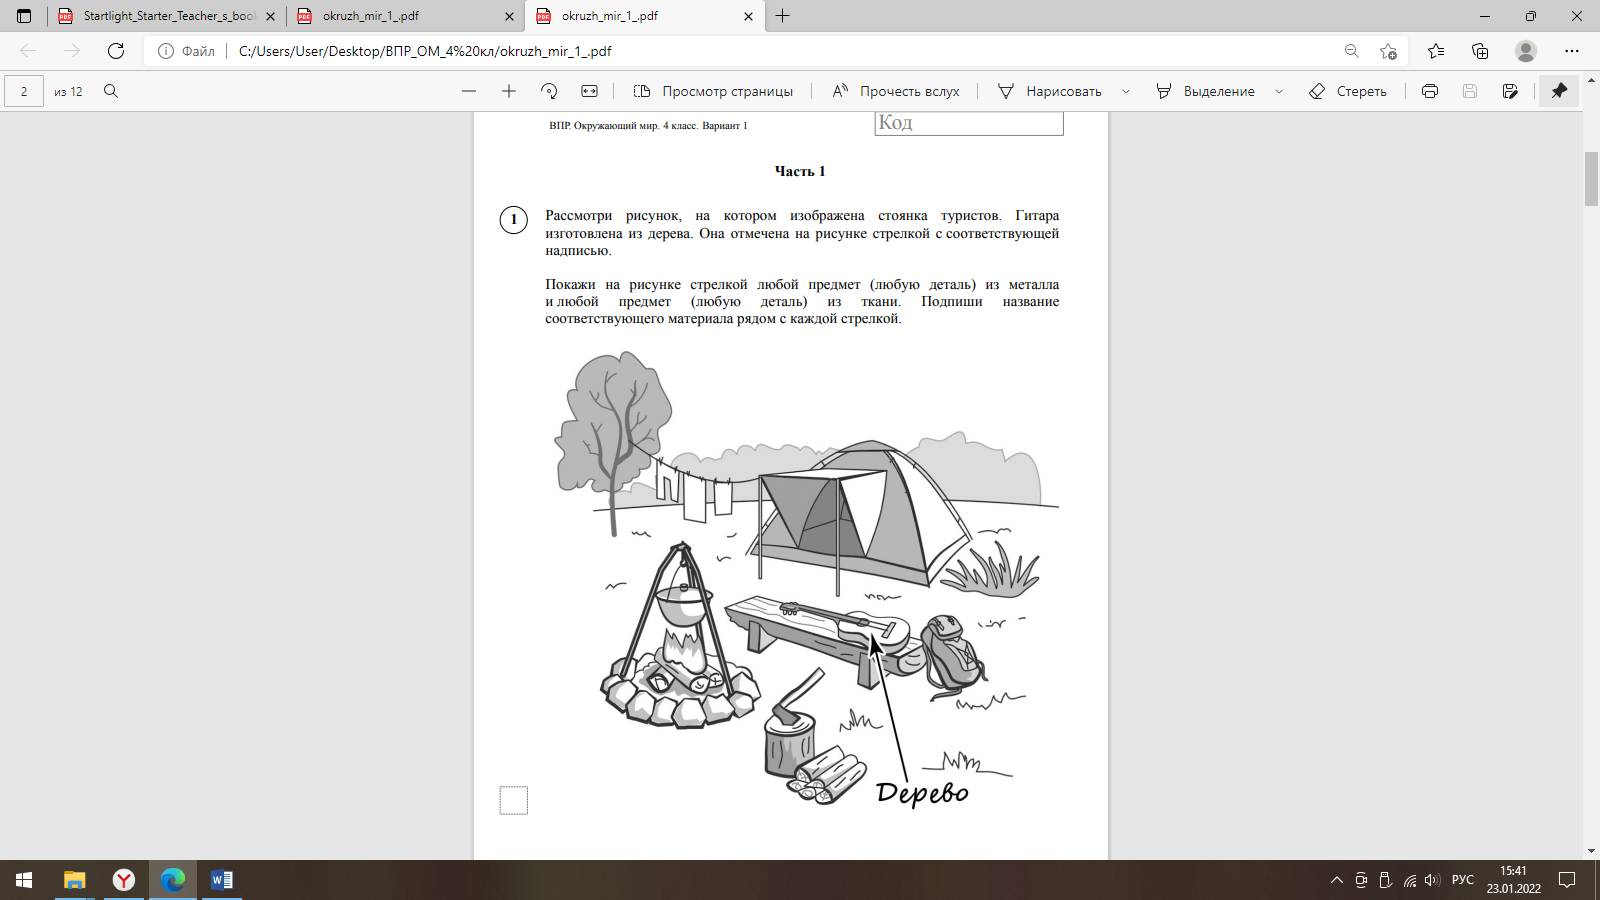 Startlight_Starter_Teacher_s_boo
okruzh_mir_1_.pdf
okruzh_mir_1_.pdf
Файл
C:/Users/User/Desktop/ВПР_ОМ_4%20кл/okruzh_mir_1_.pdf
2
из 12
Просмотр страницы
Прочесть вслух
Нарисовать
Выделение
Стереть
ВПР. Окружающий мир. 4 класс. Вариант 1
Код
Часть 1
1
Рассмотри рисунок, на котором изображена стоянка туристов. Гитара
изготовлена из дерева. Она отмечена на рисунке стрелкой с соответствующей
надписью.
Покажи на рисунке стрелкой любой предмет (любую деталь) из металла
и любой предмет (любую деталь) из ткани. Подпиши название
соответствующего материала рядом с каждой стрелкой.
Дерево
РУС
15:41
23.01.2022